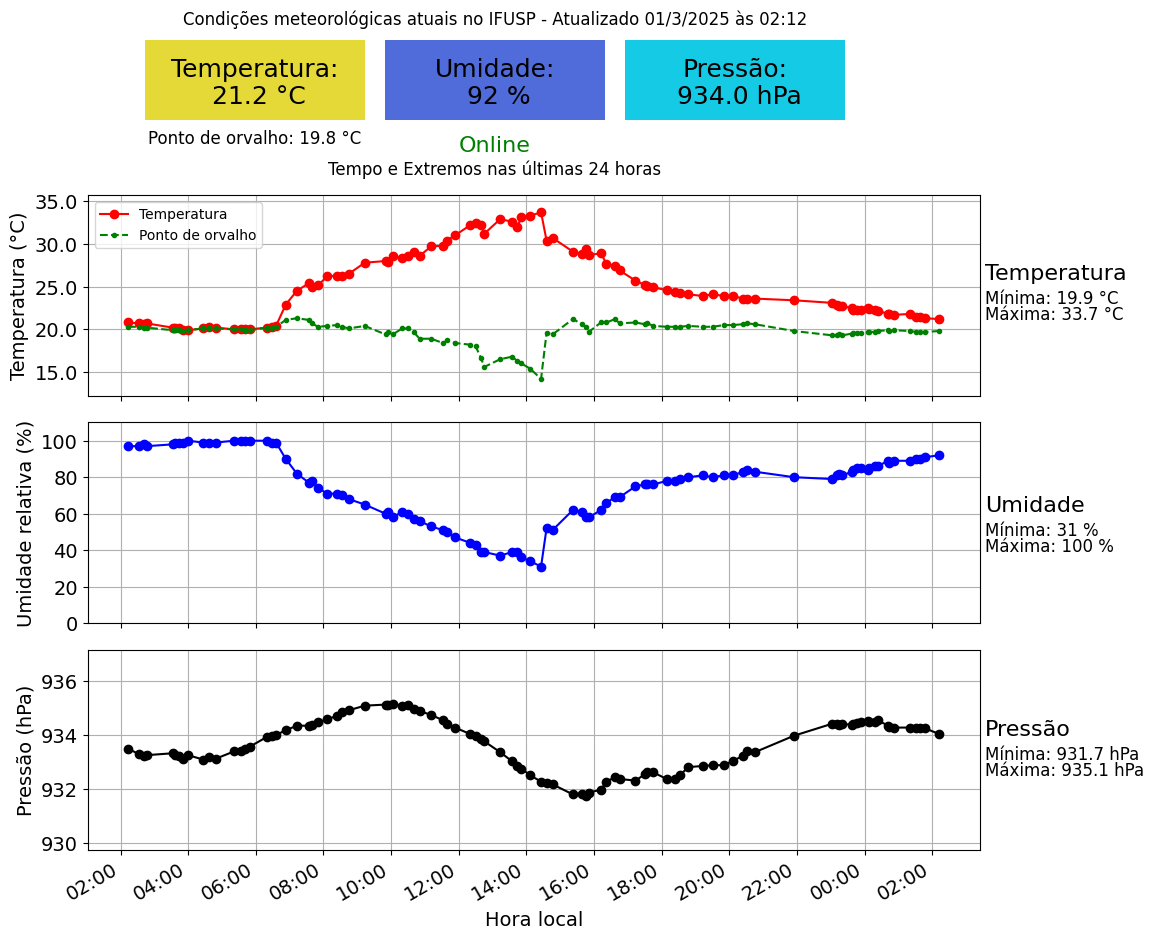 Condições meteorológicas atuais no IFUSP - Atualizado 01/3/2025 às 02:12
Temperatura:
21.2 °C
Umidade:
92 %
Pressão:
934.0 hPa
Ponto de orvalho: 19.8 °C
Online
Tempo e Extremos nas últimas 24 horas
Temperatura (°C)
35.0
30.0
25.0
20.0
15.0
Temperatura
Ponto de orvalho
Temperatura
Mínima: 19.9 °C
Máxima: 33.7 °C
Umidade relativa (%)
100
80
60
40
20
0
Umidade
Mínima: 31 %
Máxima: 100 %
Pressão (hPa)
936
934
932
930
Pressão
Mínima: 931.7 hPa
Máxima: 935.1 hPa
02:00 04:00 06:00 08:00 10:00 12:00 14:00 16:00 18:00 20:00 22:00 00:00 02:00
Hora local